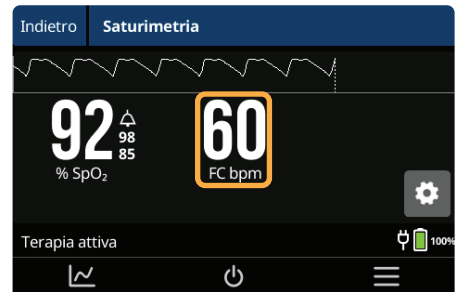 Indietro Saturimetria
92 98 85
% SpO₂
60
FC bpm
Terapia attiva 100%